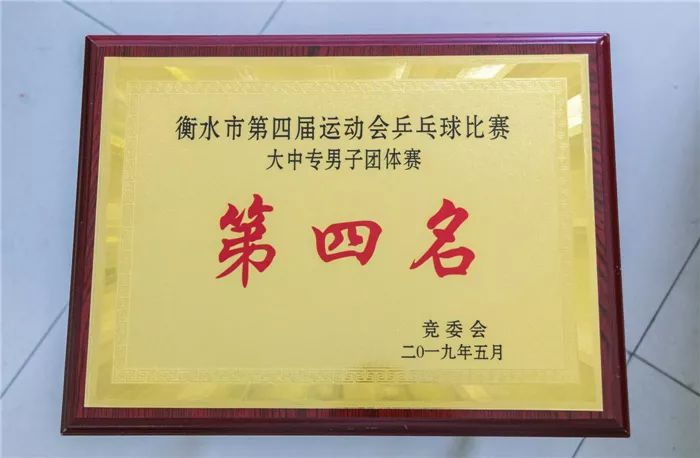 衡水市第四届运动会乒乓球比赛
大中专男子团体赛
第四名
竞委会
二0一九年五月